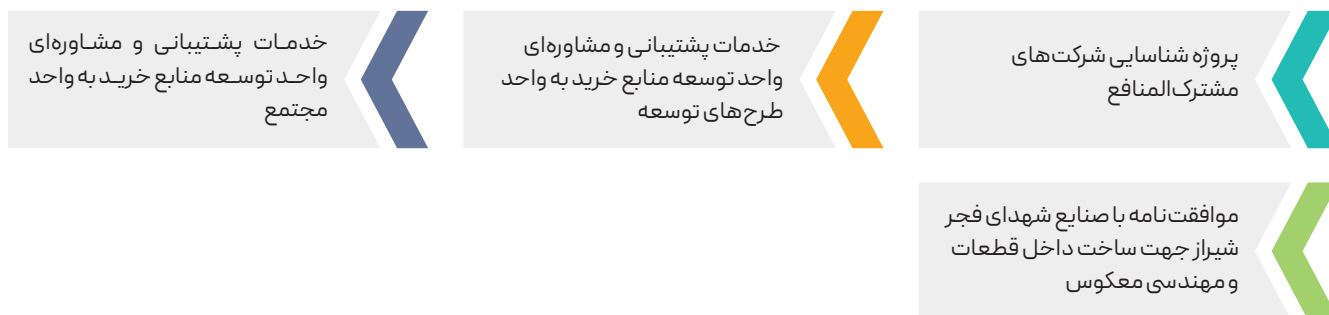 پروژه شناسایی شرکت‌های
مشترک‌المنافع
خدمات پشتیبانی و مشاوره‌ای
واحد توسعه منابع خرید به واحد
طرح‌های توسعه
خدمات پشتیبانی و مشاوره‌ای
واحد توسعه منابع خرید به واحد
مجتمع
موافقت‌نامه با صنایع شهدای فجر
شیراز جهت ساخت داخل قطعات
و مهندسی معکوس